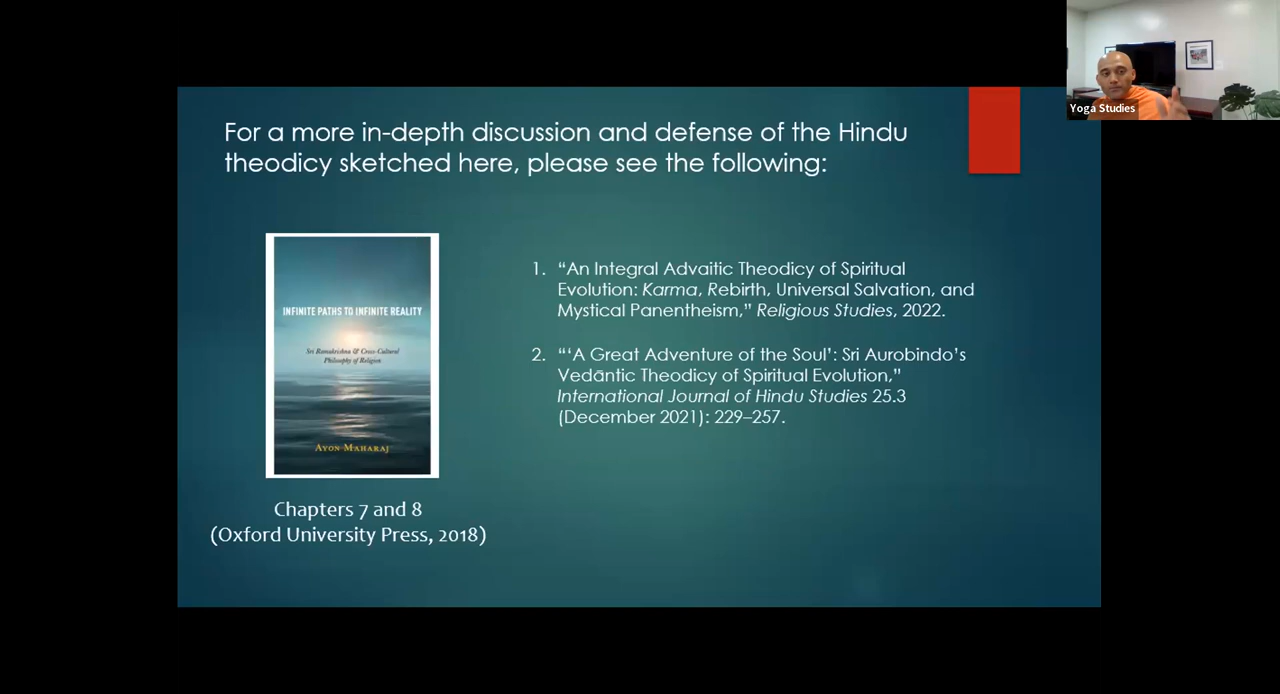 Yoga Studies
For a more in-depth discussion and defense of the Hindu
theodicy sketched here, please see the following:
INFINITE PATHS TO INFINITE REALITY
Sri Ramakrishna & Cross-Cultural
Philosophy of Religion
AYON MAHARAJ
Chapters 7 and 8
(Oxford University Press, 2018)
1. “An Integral Advaitic Theodicy of Spiritual
Evolution: Karma, Rebirth, Universal Salvation, and
Mystical Panentheism,” Religious Studies, 2022.
2. “‘A Great Adventure of the Soul’: Sri Aurobindo’s
Vedāntic Theodicy of Spiritual Evolution,”
International Journal of Hindu Studies 25.3
(December 2021): 229–257.